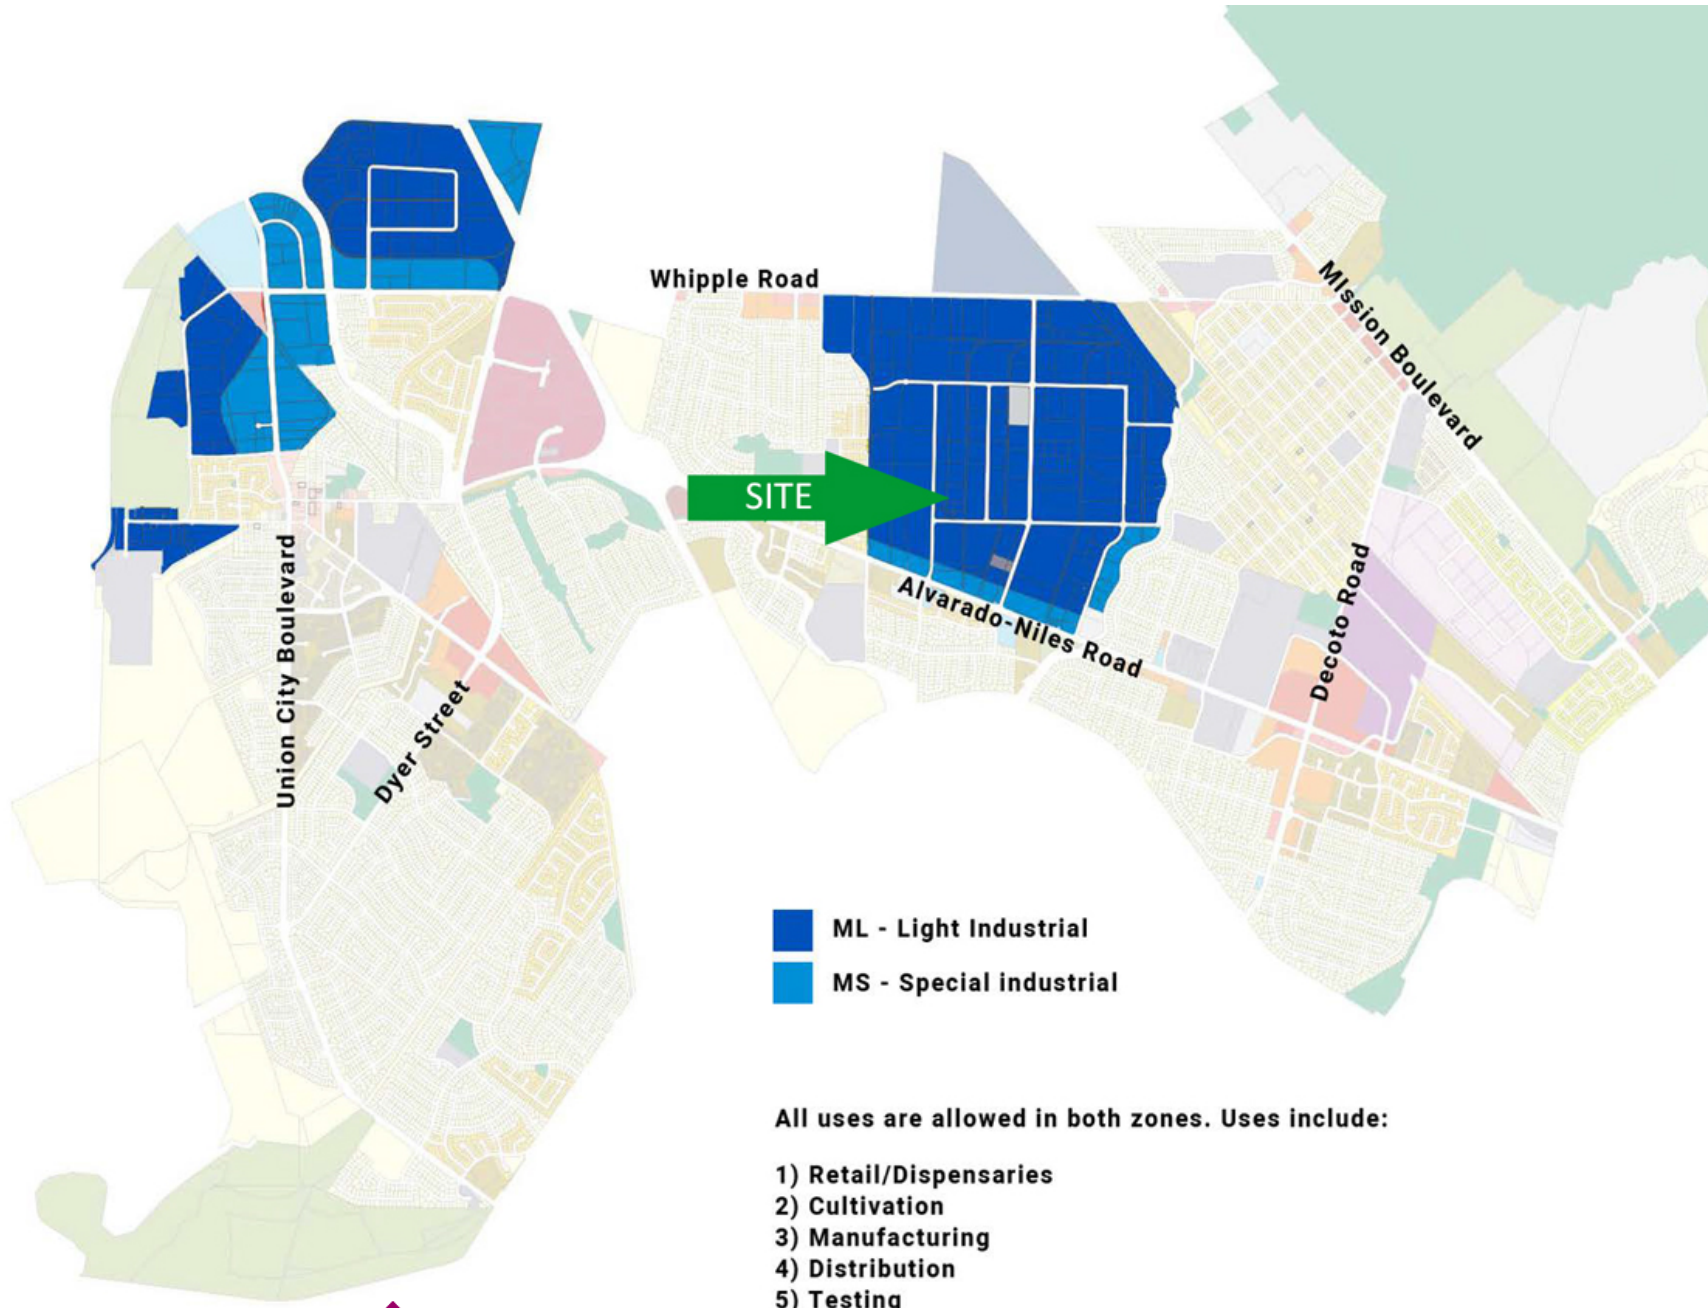 Whipple Road
MIssion Boulevard
SITE
Union City Boulevard
Dyer Street
Alvarado-Niles Road
Decoto Road
ML - Light Industrial
MS - Special industrial
All uses are allowed in both zones. Uses include:
1) Retail/Dispensaries
2) Cultivation
3) Manufacturing
4) Distribution
5) Testing